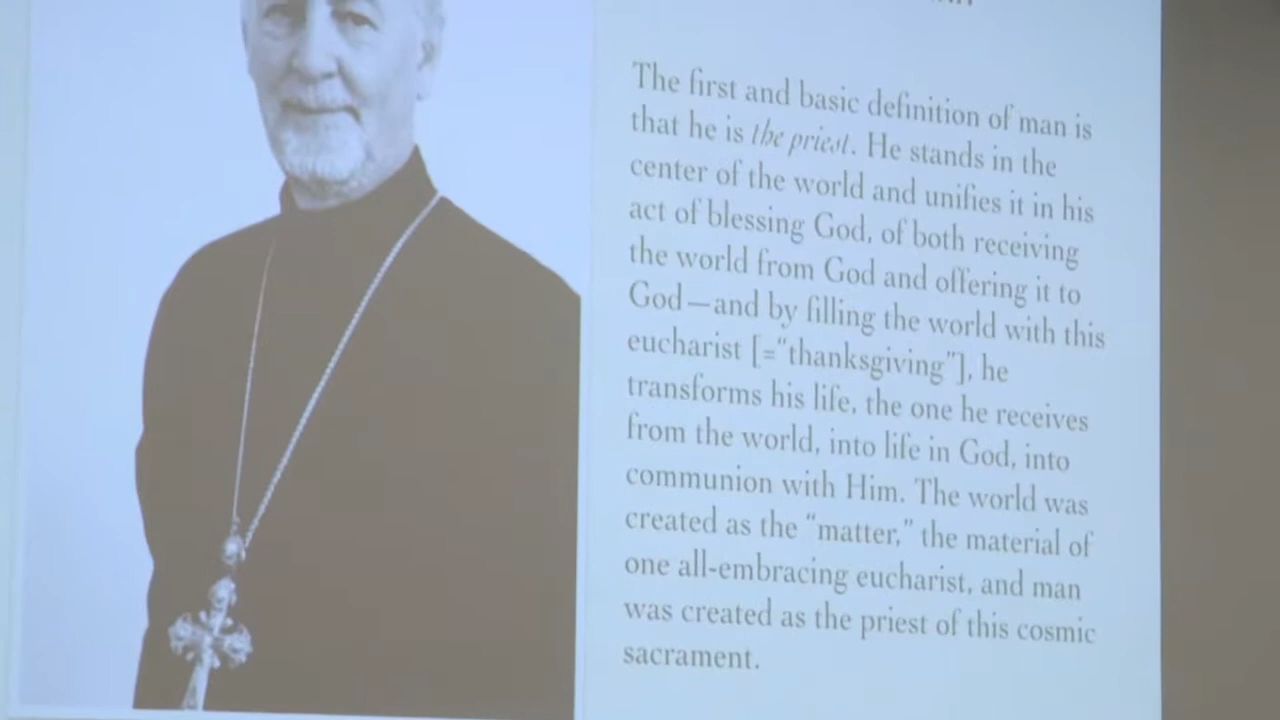 The first and basic definition of man is
that he is the priest. He stands in the
center of the world and unifies it in his
act of blessing God, of both receiving
the world from God and offering it to
God—and by filling the world with this
eucharist [="thanksgiving"], he
transforms his life, the one he receives
from the world, into life in God, into
communion with Him. The world was
created as the “matter,” the material of
one all-embracing eucharist, and man
was created as the priest of this cosmic
sacrament.